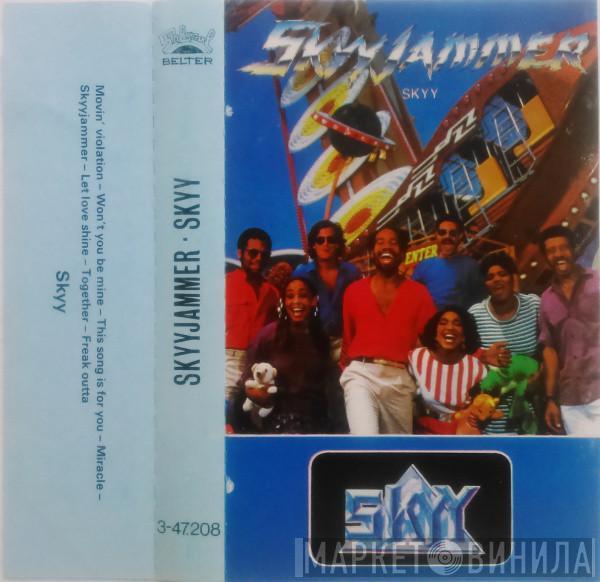 Movin' violation – Won't you be mine – This song is for you – Miracle –
Skyyjammer – Let love shine – Together – Freak outta
Skyy
BELTER
SKYYJAMMER · SKYY
3-47.208
SKYYJAMMER
SKYY
ENTER
SKYY
МАРКЕТ ВИНИЛА